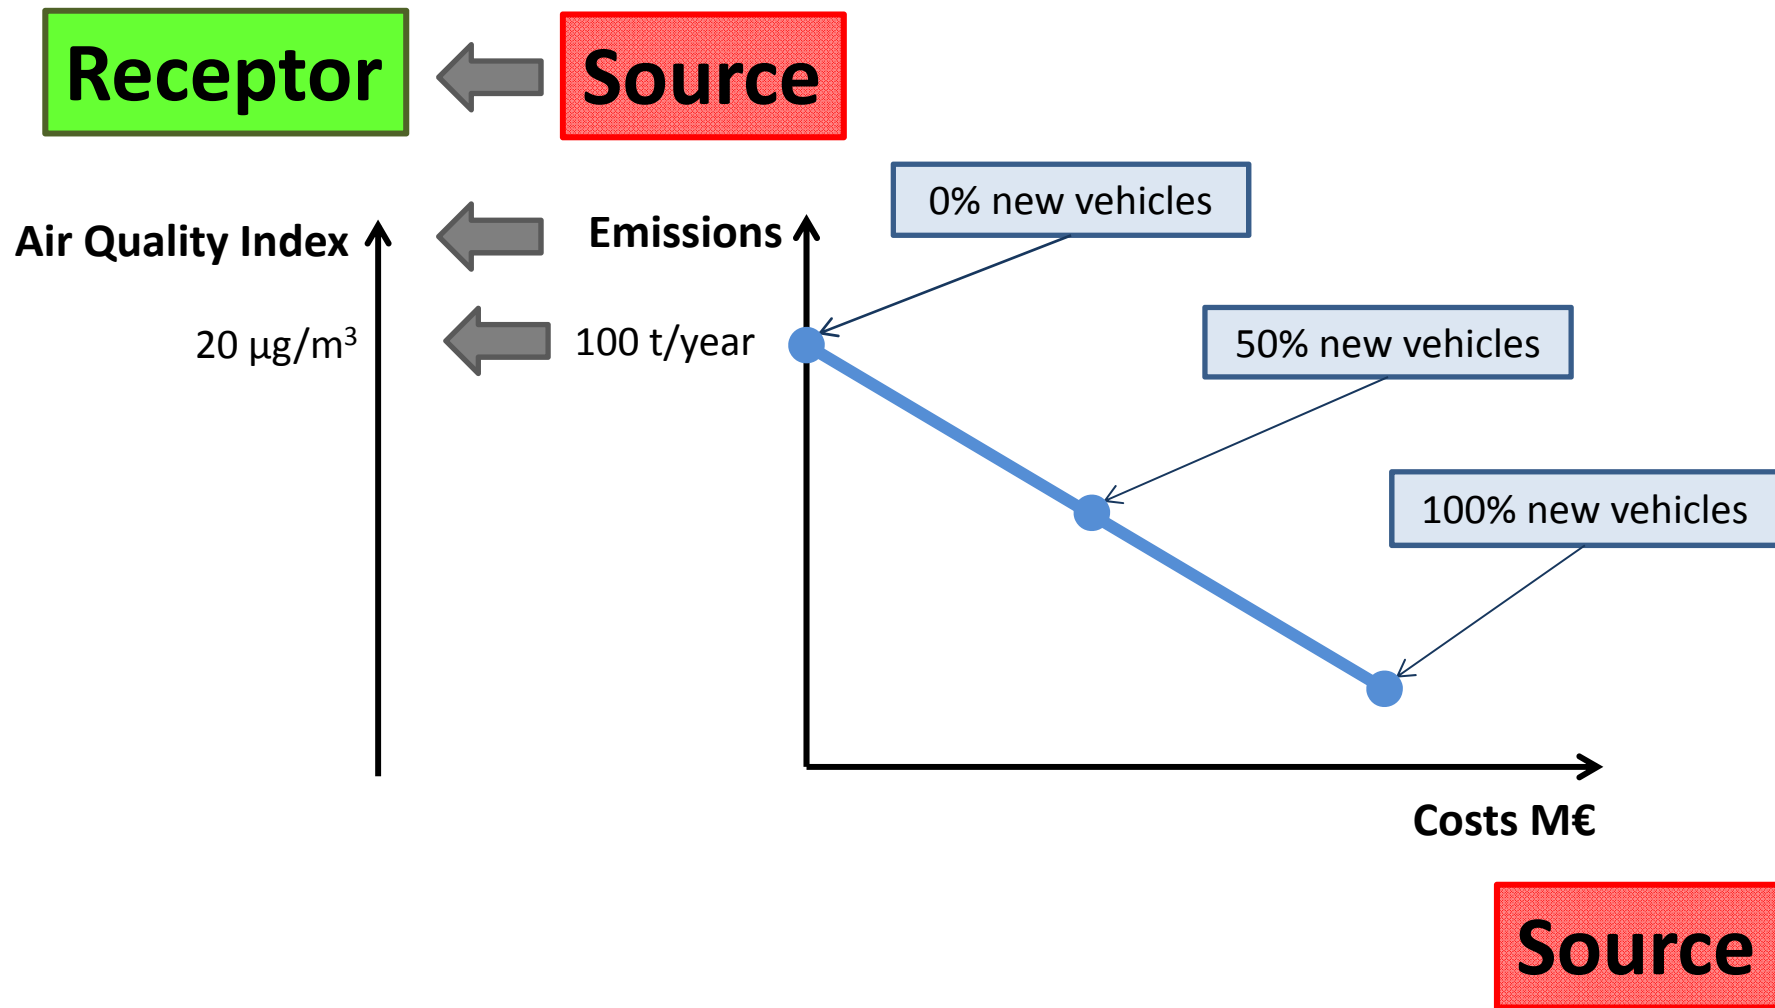 Receptor
Source
Air Quality Index
Emissions
0% new vehicles
20 µg/m³
100 t/year
50% new vehicles
100% new vehicles
Costs M€
Source